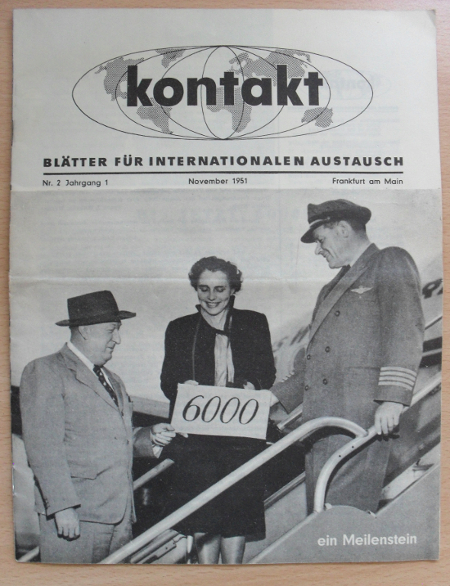 kontakt
BLÄTTER FÜR INTERNATIONALEN AUSTAUSCH
Nr. 2 Jahrgang 1 November 1951 Frankfurt am Main
6000
ein Meilenstein